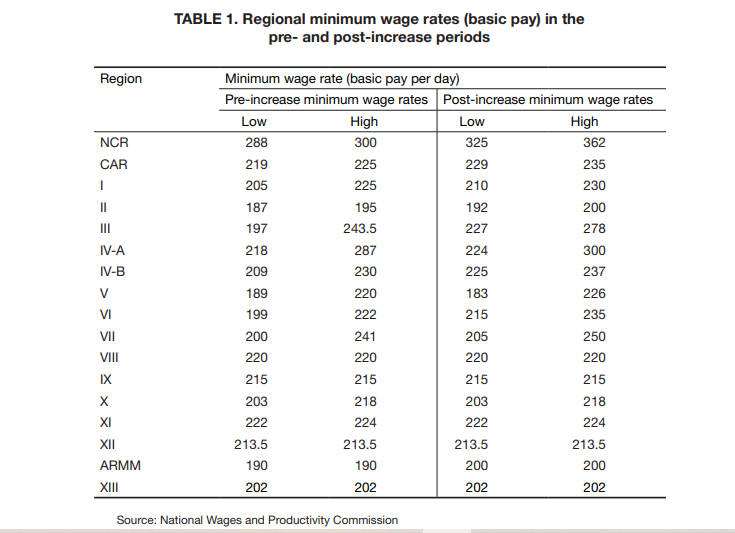 TABLE 1. Regional minimum wage rates (basic pay) in the
pre- and post-increase periods
Region Minimum wage rate (basic pay per day)
Pre-increase minimum wage rates Post-increase minimum wage rates
Low High Low High
NCR 288 300 325 362
CAR 219 225 229 235
I 205 225 210 230
II 187 195 192 200
III 197 243.5 227 278
IV-A 218 287 224 300
IV-B 209 230 225 237
V 189 220 183 226
VI 199 222 215 235
VII 200 241 205 250
VIII 220 220 220 220
IX 215 215 215 215
X 203 218 203 218
XI 222 224 222 224
XII 213.5 213.5 213.5 213.5
ARMM 190 190 200 200
XIII 202 202 202 202
Source: National Wages and Productivity Commission